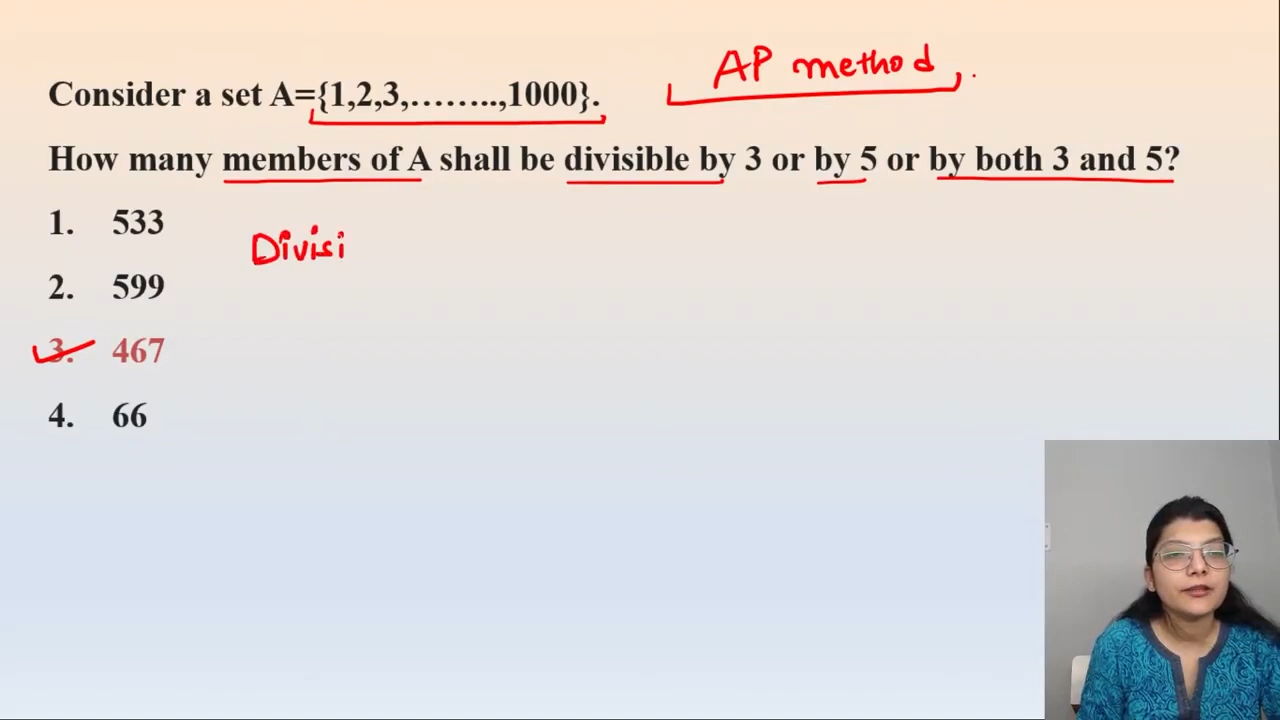 AP method,.
Consider a set A={1,2,3,……..,1000}.
How many members of A shall be divisible by 3 or by 5 or by both 3 and 5?
1. 533
Divisi
2. 599
3. 467
4. 66